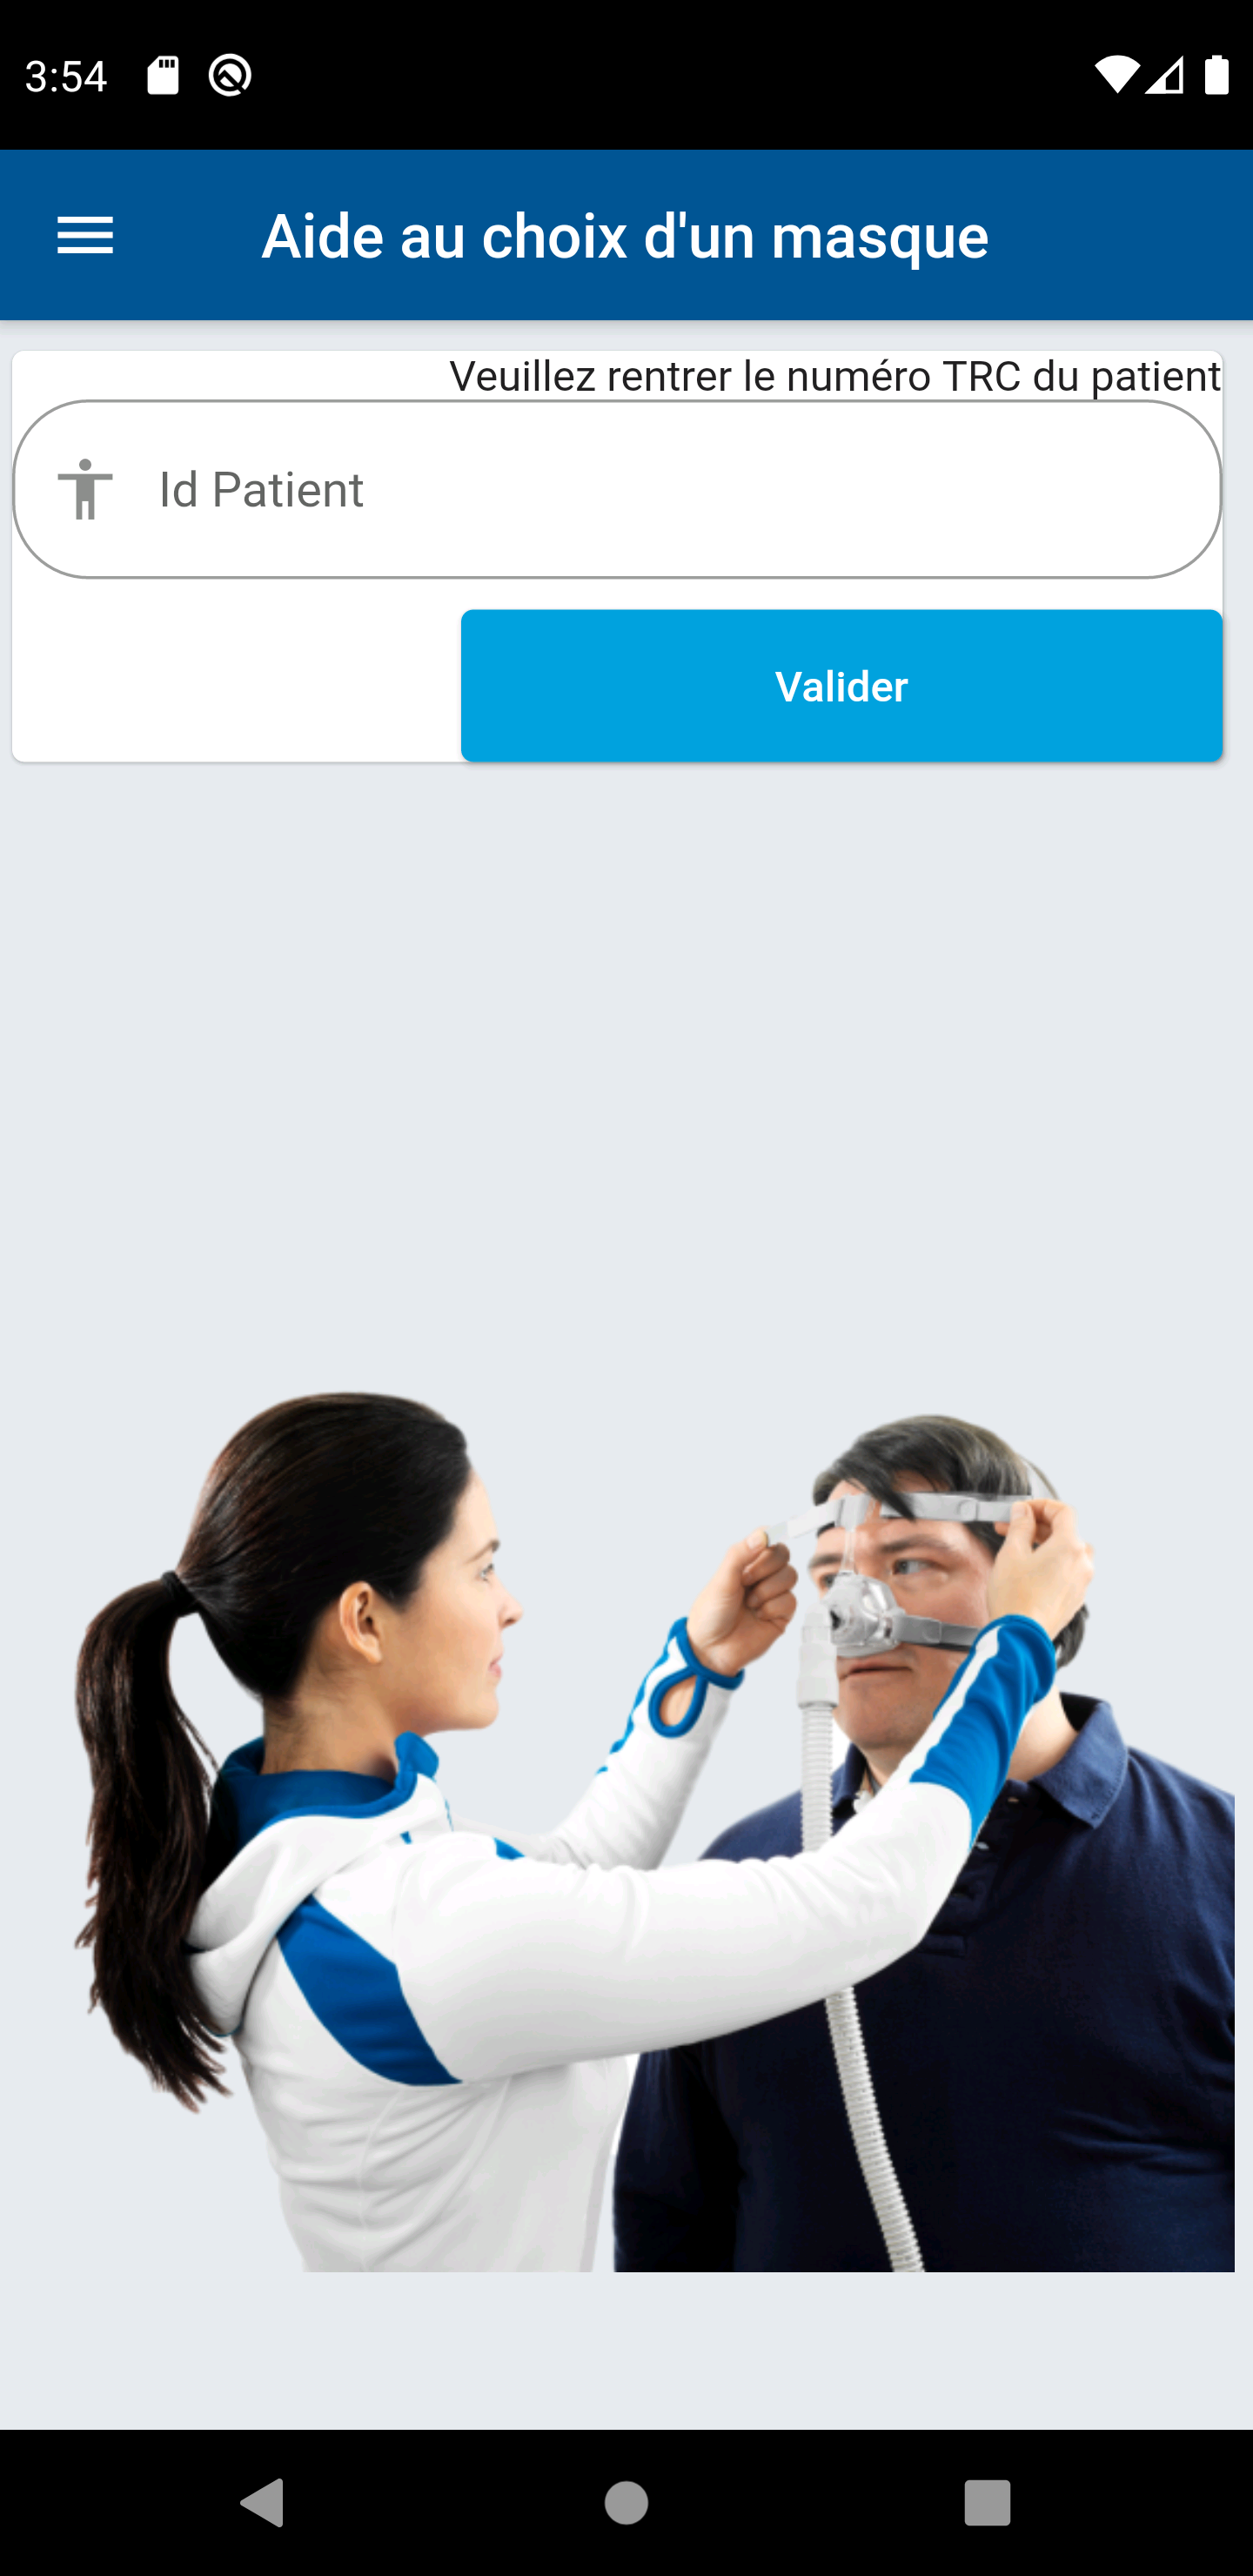 3:54
Aide au choix d'un masque
Veuillez rentrer le numéro TRC du patient
Id Patient
Valider